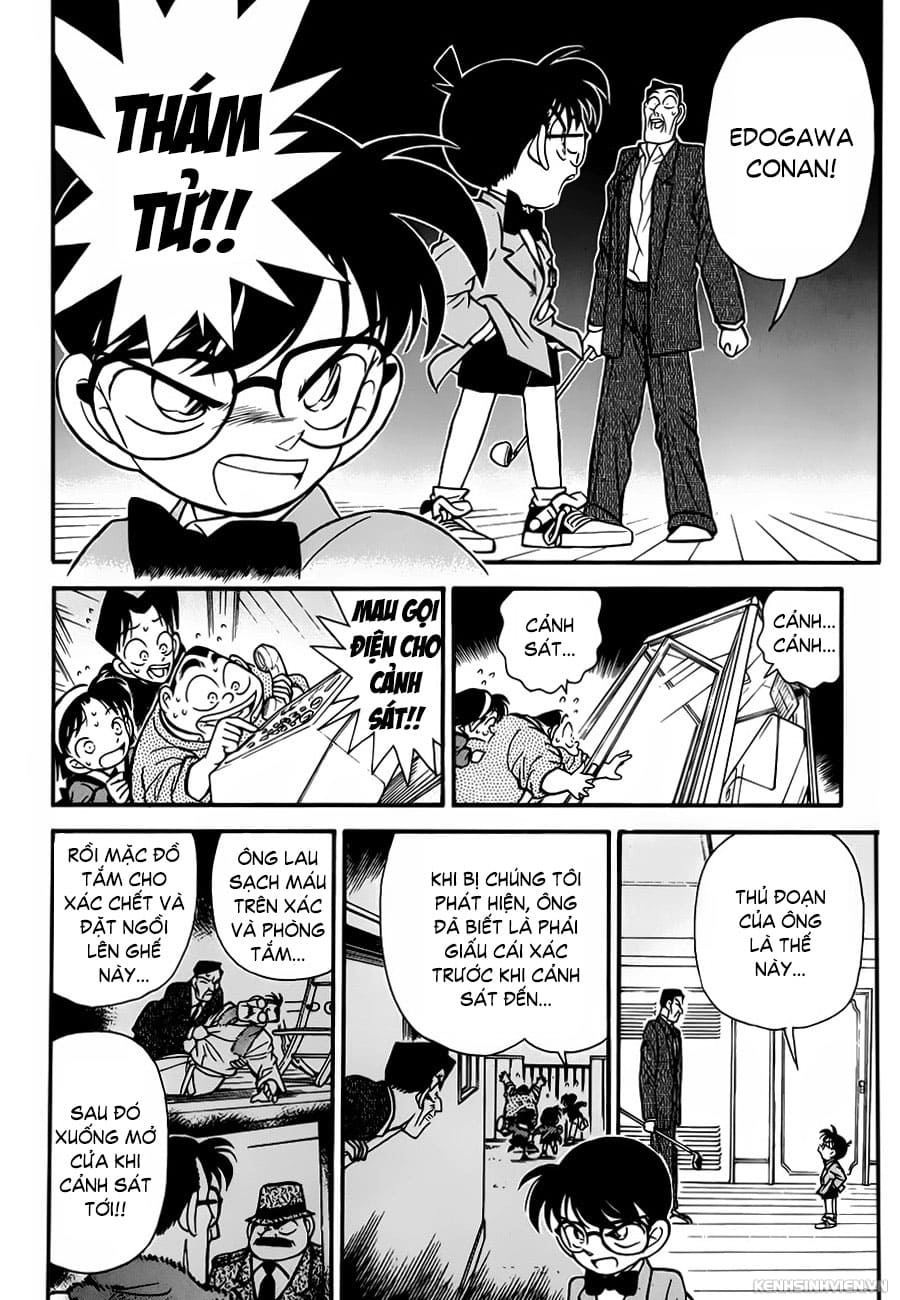 EDOGAWA
CONAN!
THÁM
TỬ!!
CẢNH...
CẢNH...
CẢNH
SÁT...
MAU GỌI
ĐIỆN CHO
CẢNH
SÁT!!
THỦ ĐOẠN
CỦA ÔNG
LÀ THẾ
NÀY...
KHI BỊ CHÚNG TÔI
PHÁT HIỆN, ÔNG
ĐÃ BIẾT LÀ PHẢI
GIẤU CÁI XÁC
TRƯỚC KHI CẢNH
SÁT ĐẾN...
ÔNG LAU
SẠCH MÁU
TRÊN XÁC
VÀ PHÒNG
TẮM...
RỒI MẶC ĐỒ
TẮM CHO
XÁC CHẾT VÀ
ĐẶT NGỒI
LÊN GHẾ
NÀY...
SAU ĐÓ
XUỐNG MỞ
CỬA KHI
CẢNH SÁT
TỚI!!
KENHSINHVIEN.VN